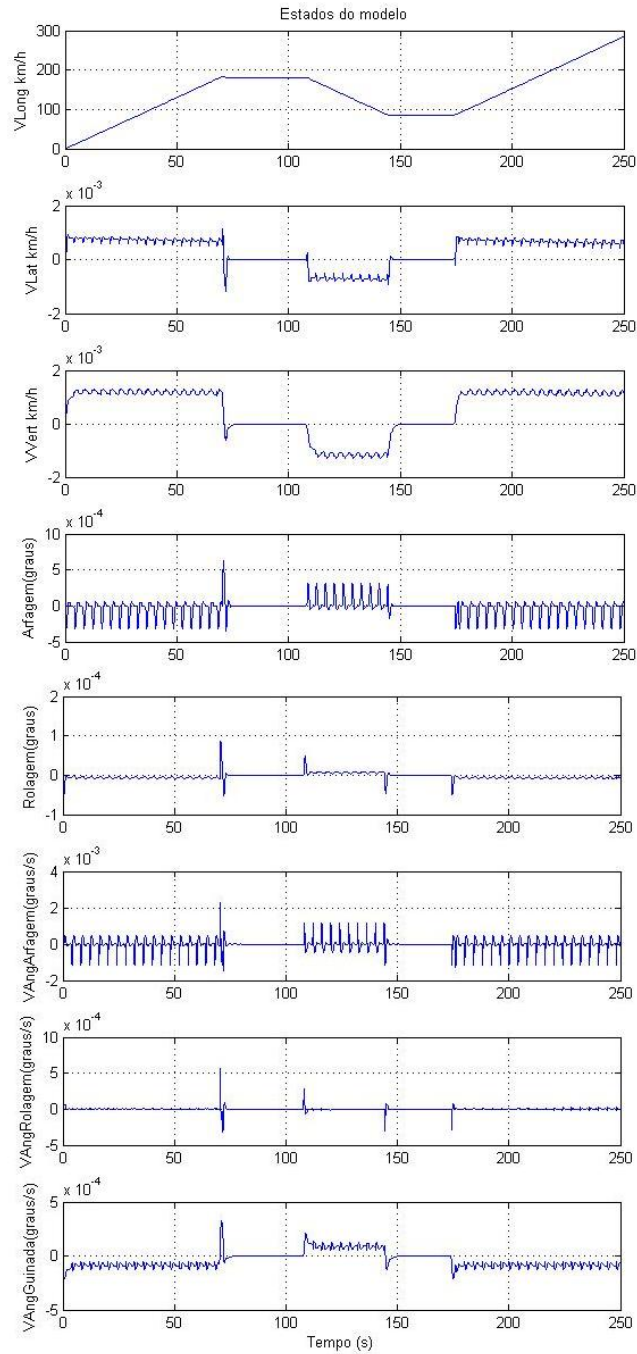 Estados do modelo
300
200
100
0
VLong km/h
0 50 100 150 200 250
x 10-3
2
0
-2
VLat km/h
0 50 100 150 200 250
x 10-3
2
0
-2
VVert km/h
0 50 100 150 200 250
x 10-4
10
5
0
-5
Arfagem(graus)
0 50 100 150 200 250
x 10-4
2
1
0
-1
Rolagem(graus)
0 50 100 150 200 250
x 10-3
4
2
0
-2
VAngArfagem(graus/s)
0 50 100 150 200 250
x 10-4
10
5
0
-5
VAngRolagem(graus/s)
0 50 100 150 200 250
x 10-4
5
0
-5
VAngGuinada(graus/s)
0 50 100 150 200 250
Tempo (s)